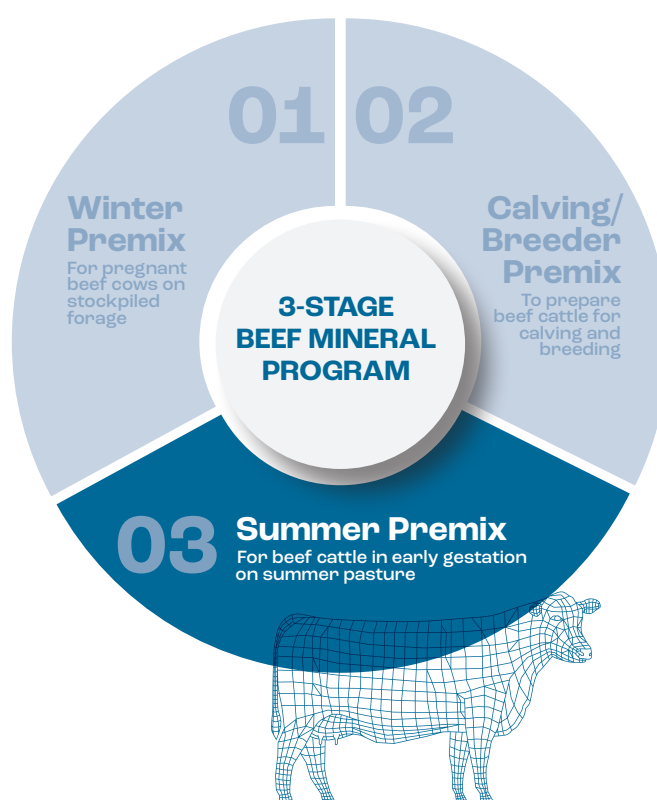 01
Winter
Premix
For pregnant
beef cows on
stockpiled
forage
02
Calving/
Breeder
Premix
To prepare
beef cattle for
calving and
breeding
3-STAGE
BEEF MINERAL
PROGRAM
03
Summer Premix
For beef cattle in early gestation
on summer pasture